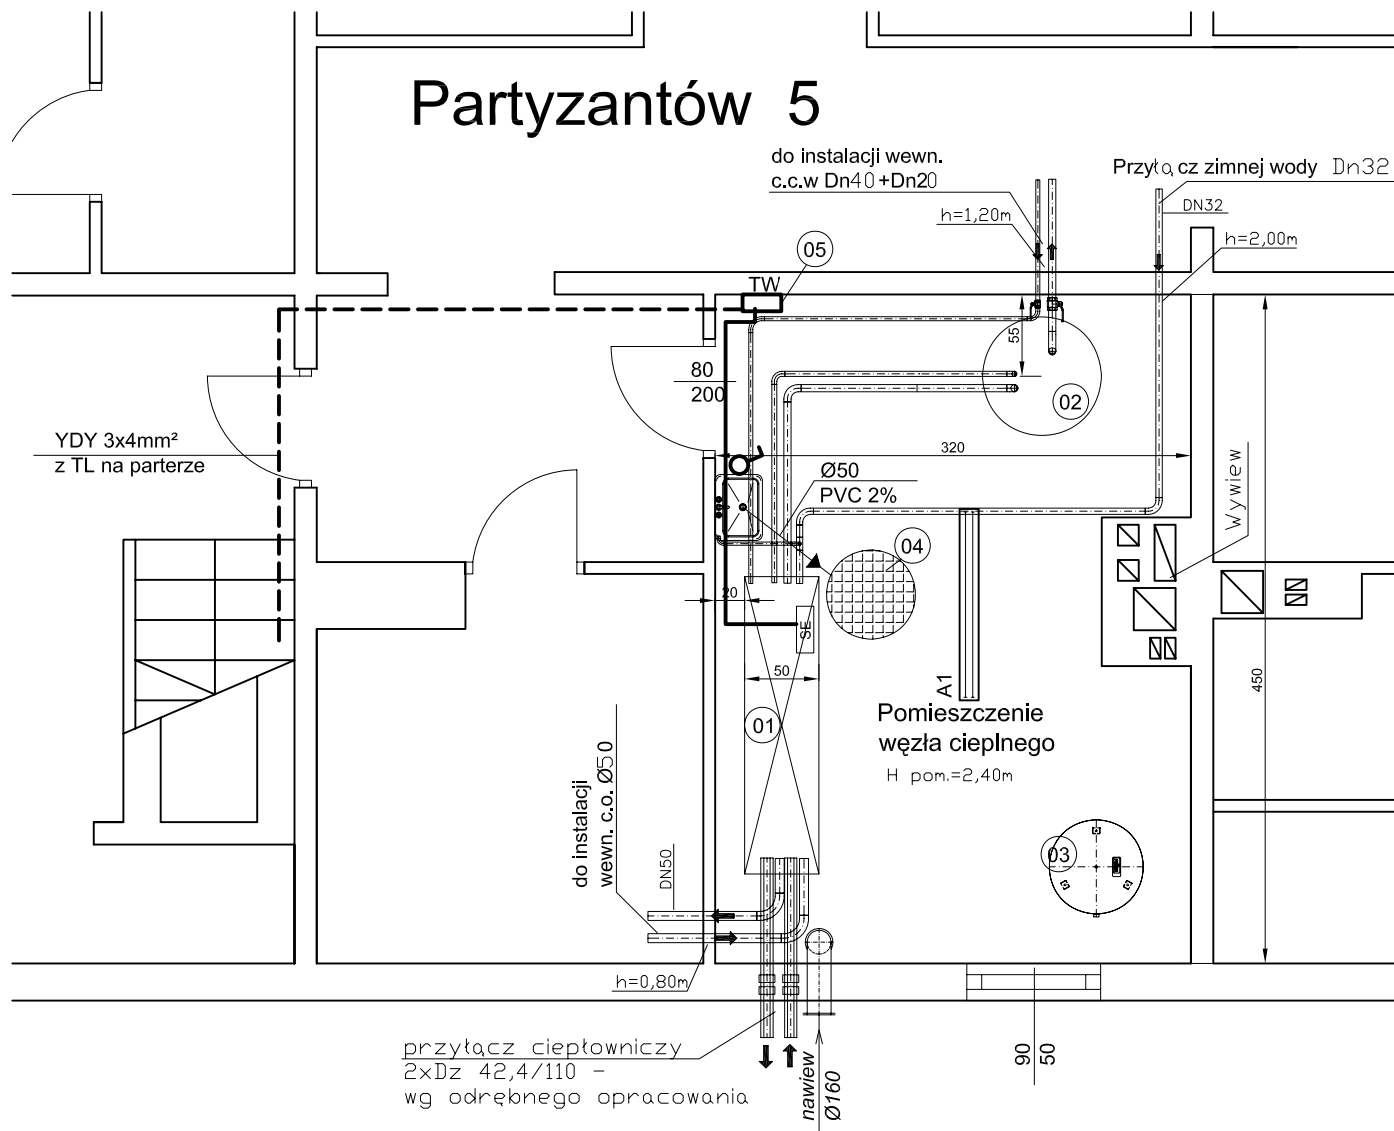 Partyzantów 5
do instalacji wewn.
c.c.w Dn40+Dn20
Przyłącz zimnej wody Dn32
DN32
h=1,20m
h=2,00m
05
TW
55
80
200
02
YDY 3x4mm²
z TL na parterze
320
Ø50
PVC 2%
Wywiew
04
20
SE
50
A1
450
01
Pomieszczenie
węzła cieplnego
H pom.=2,40m
do instalacji
wewn. c.o. Ø50
DN50
03
h=0,80m
przyłącz ciepłowniczy
2xDz 42,4/110 -
wg odrębnego opracowania
nawiew
Ø160
90
50